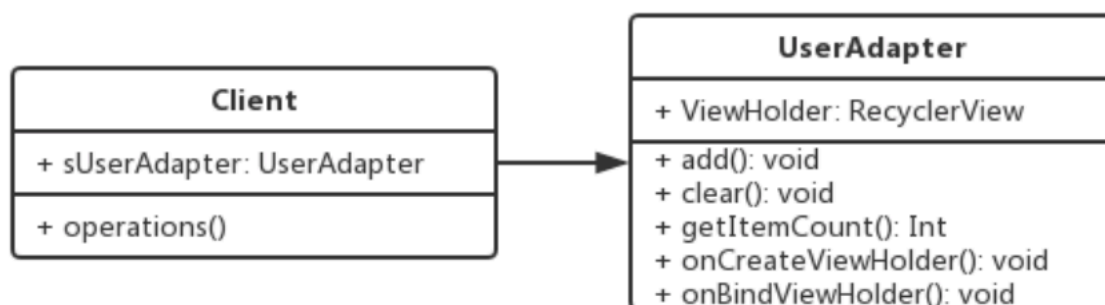 Client
+ sUserAdapter: UserAdapter
+ operations()
UserAdapter
+ ViewHolder: RecyclerView
+ add(): void
+ clear(): void
+ getItemCount(): Int
+ onCreateViewHolder(): void
+ onBindViewHolder(): void